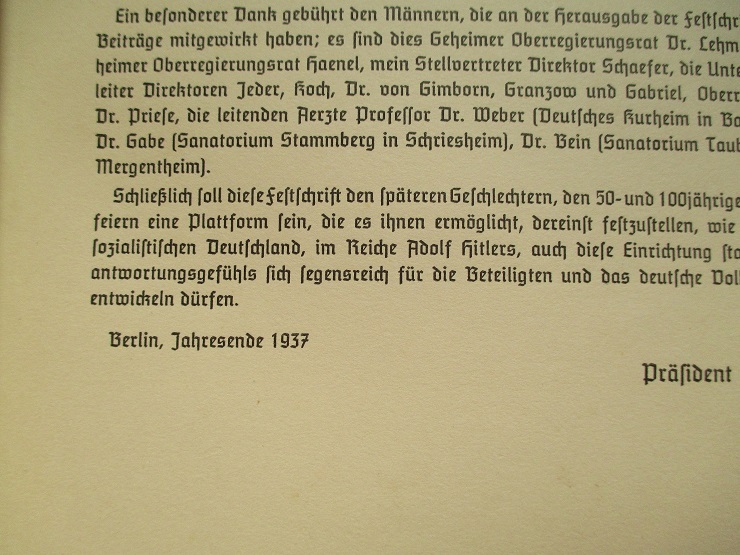 Ein besonderer Dank gebührt den Männern, die an der Herausgabe der Festschr
Beiträge mitgewirkt haben; es sind dies Geheimer Oberregierungsrat Dr. Lehm
heimer Oberregierungsrat Haenel, mein Stellvertreter Direktor Schaefer, die Unte
leiter Direktoren Jeder, Koch, Dr. von Gimborn, Granzow und Gabriel, Oberr
Dr. Priese, die leitenden Aerzte Professor Dr. Weber (Deutsches Kurheim in Ba
Dr. Gabe (Sanatorium Stammberg in Schriesheim), Dr. Bein (Sanatorium Taub
Mergentheim).
Schließlich soll diese Festschrift den späteren Geschlechtern, den 50- und 100jährige
feiern eine Plattform sein, die es ihnen ermöglicht, dereinst festzustellen, wie
sozialistischen Deutschland, im Reiche Adolf Hitlers, auch diese Einrichtung sta
antwortungsgefühls sich segensreich für die Beteiligten und das deutsche Vol
entwickeln dürfen.
Berlin, Jahresende 1937
Präsident